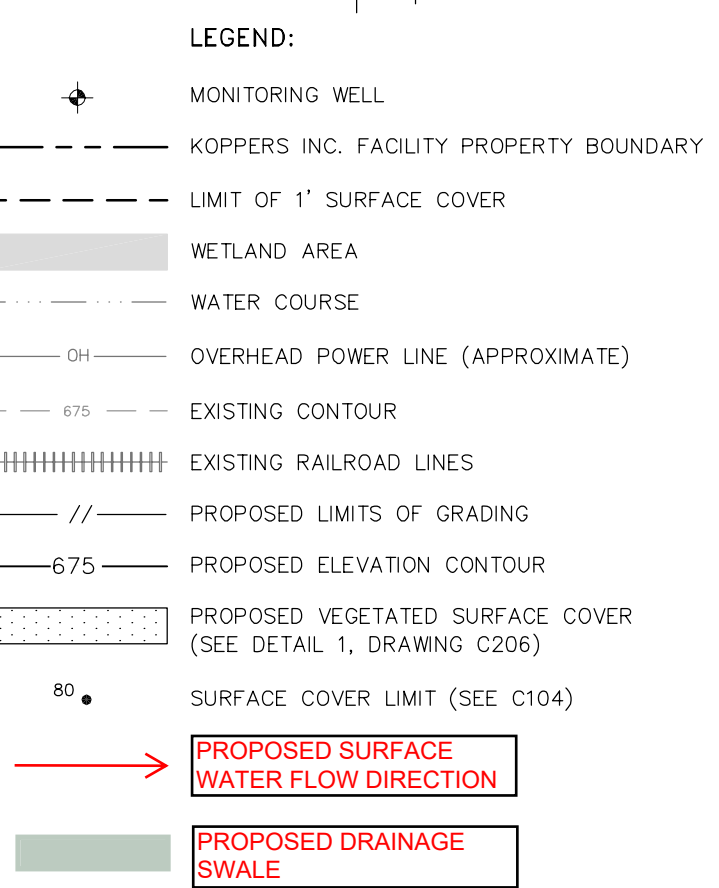 LEGEND:
MONITORING WELL
KOPPERS INC. FACILITY PROPERTY BOUNDARY
LIMIT OF 1' SURFACE COVER
WETLAND AREA
WATER COURSE
OH OVERHEAD POWER LINE (APPROXIMATE)
675 EXISTING CONTOUR
EXISTING RAILROAD LINES
// PROPOSED LIMITS OF GRADING
675 PROPOSED ELEVATION CONTOUR
PROPOSED VEGETATED SURFACE COVER
(SEE DETAIL 1, DRAWING C206)
80 SURFACE COVER LIMIT (SEE C104)
PROPOSED SURFACE
WATER FLOW DIRECTION
PROPOSED DRAINAGE
SWALE